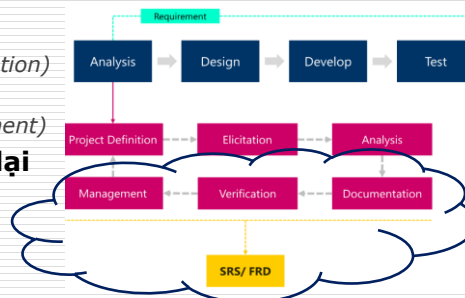 Requirement
Analysis Design Develop Test
tion)
Project Definition Elicitation Analysis
ment)
lại
Management Verification Documentation
SRS/ FRD